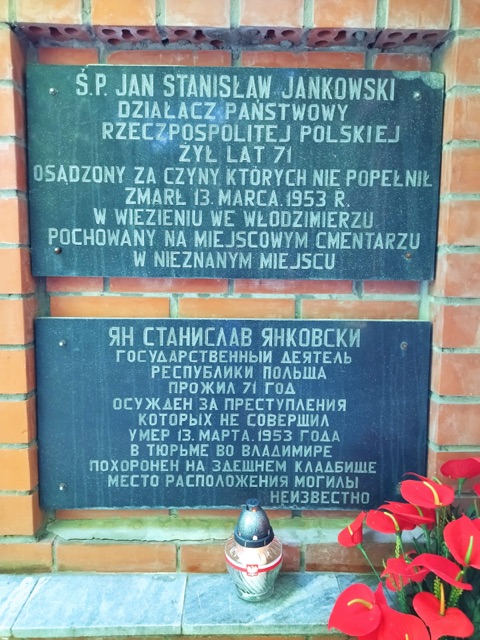 Ś.P. JAN STANISŁAW JANKOWSKI
DZIAŁACZ PAŃSTWOWY
RZECZPOSPOLITEJ POLSKIEJ
ŻYŁ LAT 71
OSĄDZONY ZA CZYNY KTÓRYCH NIE POPEŁNIŁ
ZMARŁ 13. MARCA. 1953 R.
W WIEZIENIU WE WŁODZIMIERZU
POCHOWANY NA MIEJSCOWYM CMENTARZU
W NIEZNANYM MIEJSCU
ЯН СТАНИСЛАВ ЯНКОВСКИ
ГОСУДАРСТВЕННЫЙ ДЕЯТЕЛЬ
РЕСПУБЛИКИ ПОЛЬЩА
ПРОЖИЛ 71 ГОД
ОСУЖДЕН ЗА ПРЕСТУПЛЕНИЯ
КОТОРЫХ НЕ СОВЕРШИЛ
УМЕР 13. МАРТА. 1953 ГОДА
В ТЮРЬМЕ ВО ВЛАДИМИРЕ
ПОХОРОНЕН НА ЗДЕШНЕМ КЛАДБИЩЕ
МЕСТО РАСПОЛОЖЕНИЯ МОГИЛЫ
НЕИЗВЕСТНО